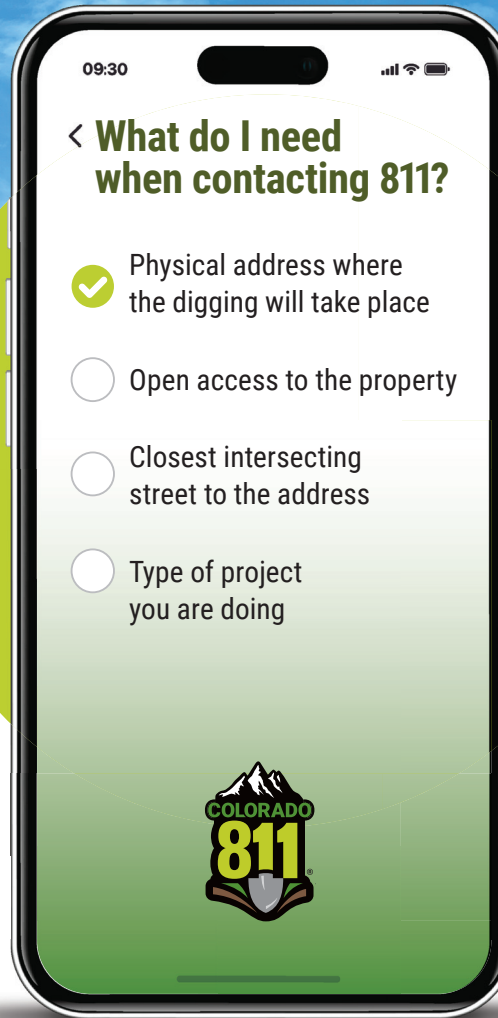 09:30
What do I need
when contacting 811?
Physical address where
the digging will take place
Open access to the property
Closest intersecting
street to the address
Type of project
you are doing
COLORADO
811
®